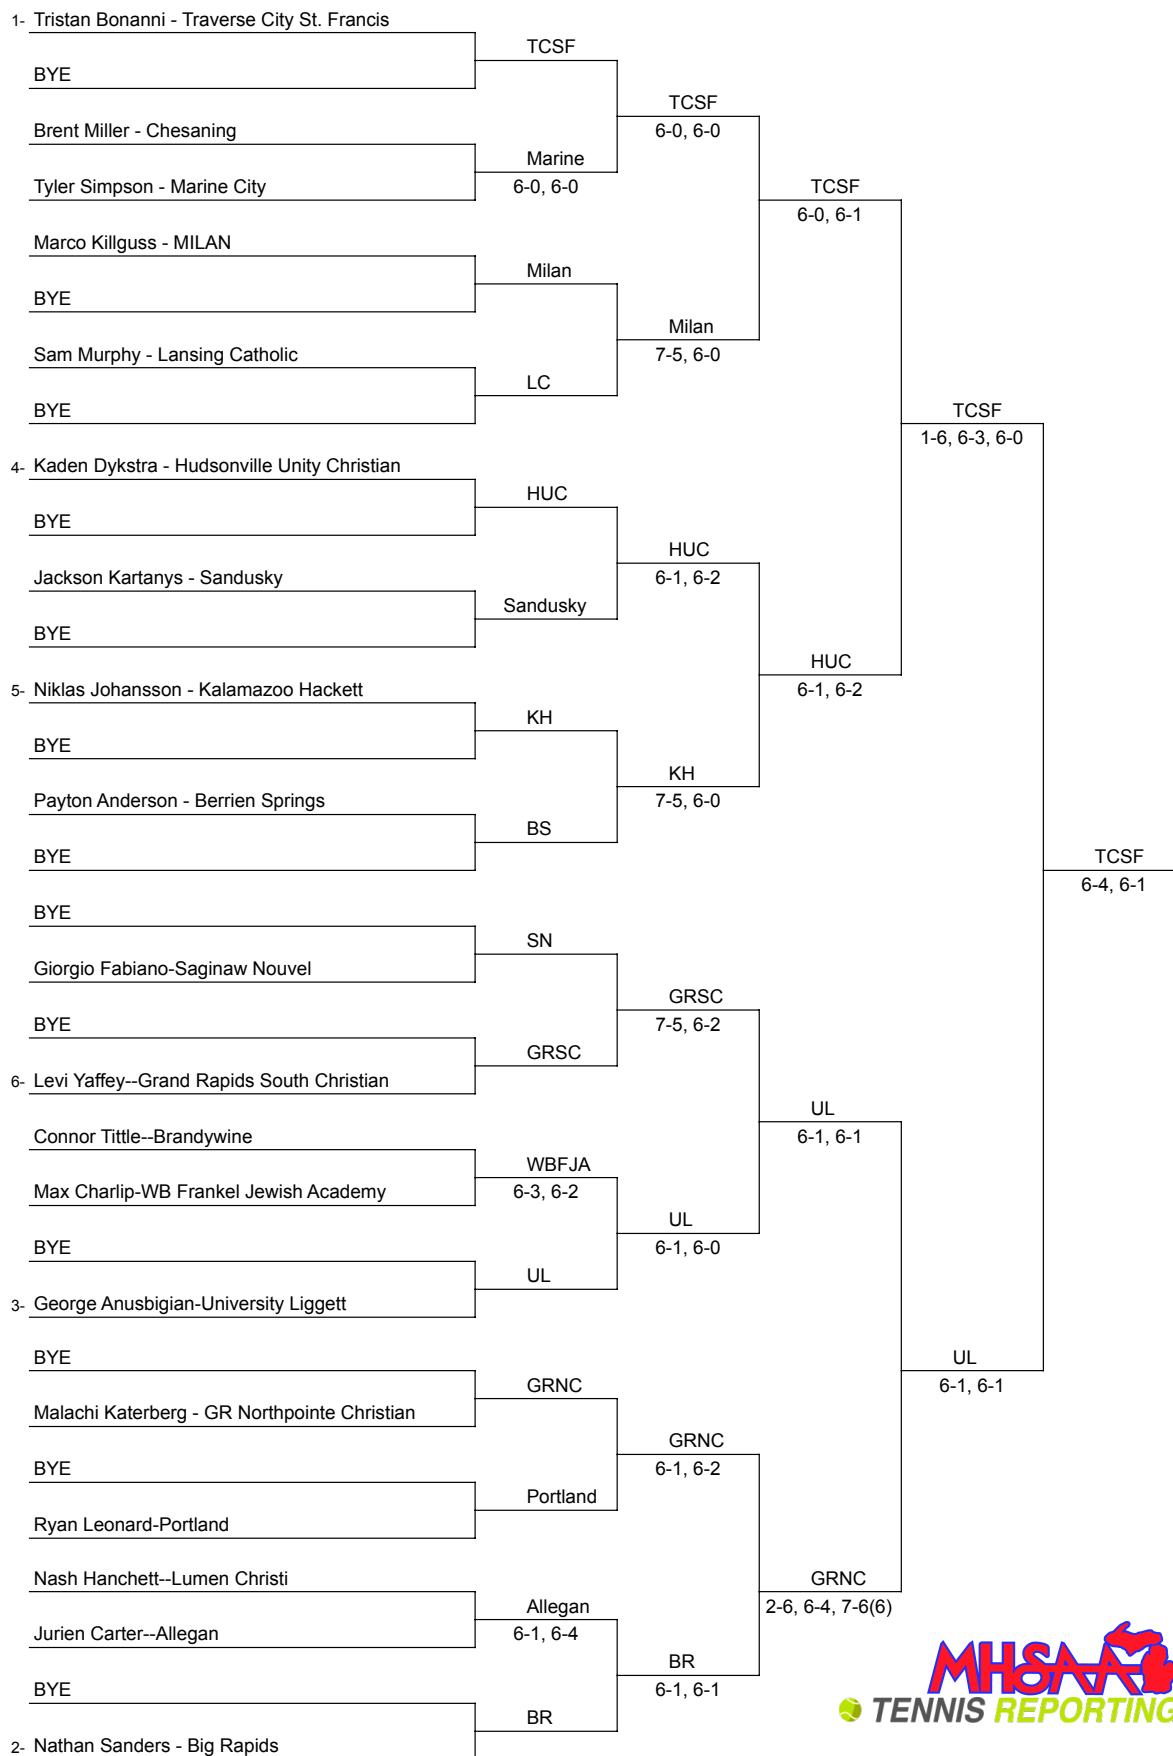 1- Tristan Bonanni - Traverse City St. Francis
TCSF
BYE
TCSF
6-0, 6-0
Brent Miller - Chesaning
Marine
6-0, 6-0
Tyler Simpson - Marine City
TCSF
6-0, 6-1
Marco Killguss - MILAN
Milan
BYE
Milan
7-5, 6-0
Sam Murphy - Lansing Catholic
LC
BYE
TCSF
1-6, 6-3, 6-0
4- Kaden Dykstra - Hudsonville Unity Christian
HUC
BYE
HUC
6-1, 6-2
Jackson Kartanys - Sandusky
Sandusky
BYE
HUC
6-1, 6-2
5- Niklas Johansson - Kalamazoo Hackett
KH
BYE
KH
7-5, 6-0
Payton Anderson - Berrien Springs
BS
BYE
TCSF
6-4, 6-1
BYE
SN
Giorgio Fabiano-Saginaw Nouvel
GRSC
7-5, 6-2
BYE
GRSC
6- Levi Yaffey--Grand Rapids South Christian
UL
6-1, 6-1
Connor Tittle--Brandywine
WBFJA
6-3, 6-2
Max Charlip-WB Frankel Jewish Academy
UL
6-1, 6-0
BYE
UL
3- George Anusbigian-University Liggett
BYE
UL
6-1, 6-1
GRNC
Malachi Katerberg - GR Northpointe Christian
GRNC
6-1, 6-2
BYE
Portland
Ryan Leonard-Portland
Nash Hanchett--Lumen Christi
GRNC
2-6, 6-4, 7-6(6)
Allegan
6-1, 6-4
Jurien Carter--Allegan
BR
6-1, 6-1
BYE
BR
2- Nathan Sanders - Big Rapids
MHSAA
TENNIS REPORTING